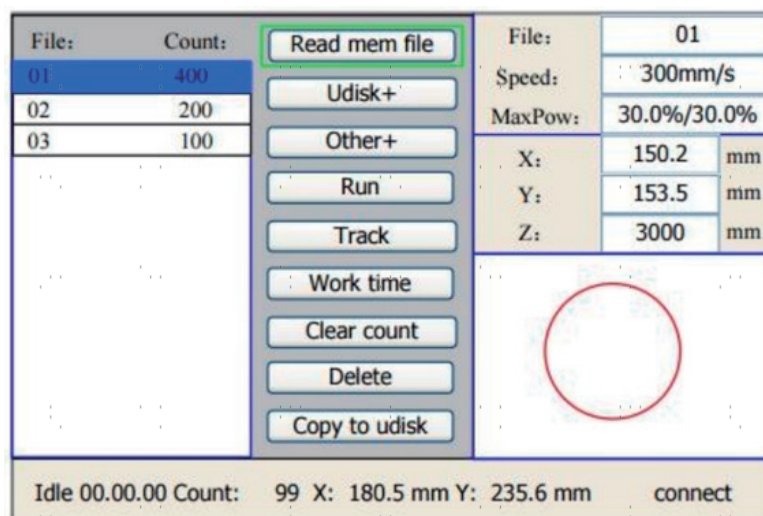 File: Count:
01 400
02 200
03 100
Read mem file
Udisk+
Other+
Run
Track
Work time
Clear count
Delete
Copy to udisk
File: 01
Speed: 300mm/s
MaxPow: 30.0%/30.0%
X: 150.2 mm
Y: 153.5 mm
Z: 3000 mm
Idle 00.00.00 Count: 99 X: 180.5 mm Y: 235.6 mm connect